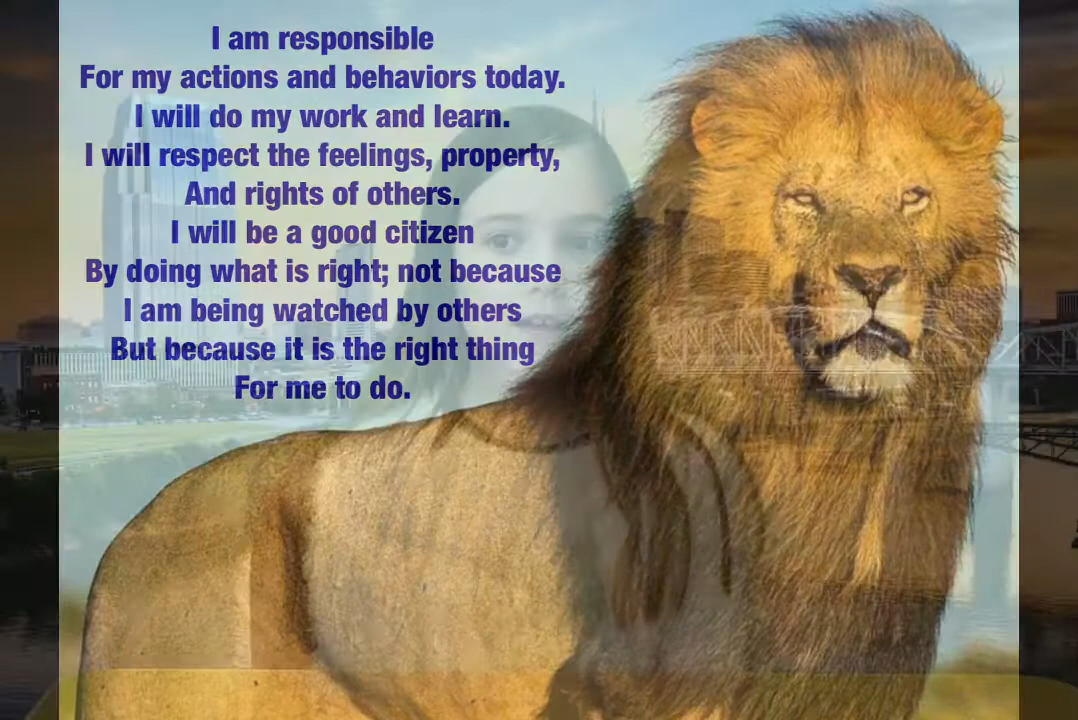 I am responsible
For my actions and behaviors today.
I will do my work and learn.
I will respect the feelings, property,
And rights of others.
I will be a good citizen
By doing what is right; not because
I am being watched by others
But because it is the right thing
For me to do.